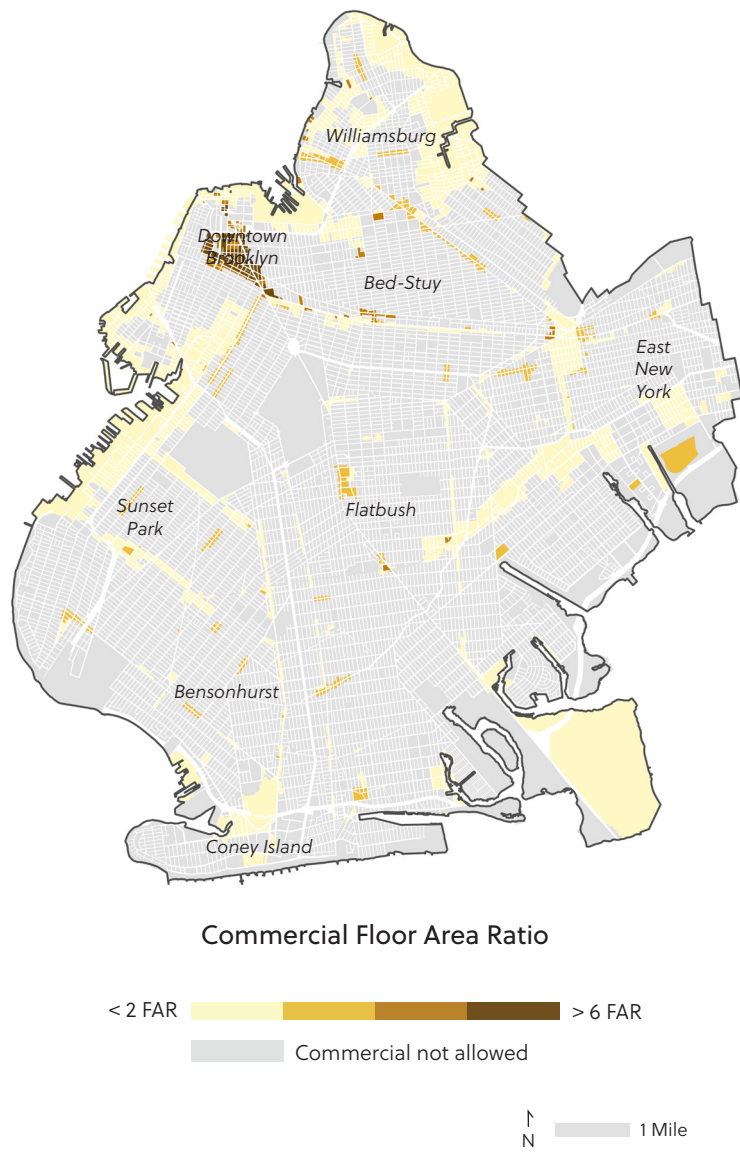 Williamsburg
Downtown
Brooklyn
Bed-Stuy
East
New
York
Sunset
Park
Flatbush
Bensonhurst
Coney Island
Commercial Floor Area Ratio
< 2 FAR > 6 FAR
Commercial not allowed
N 1 Mile